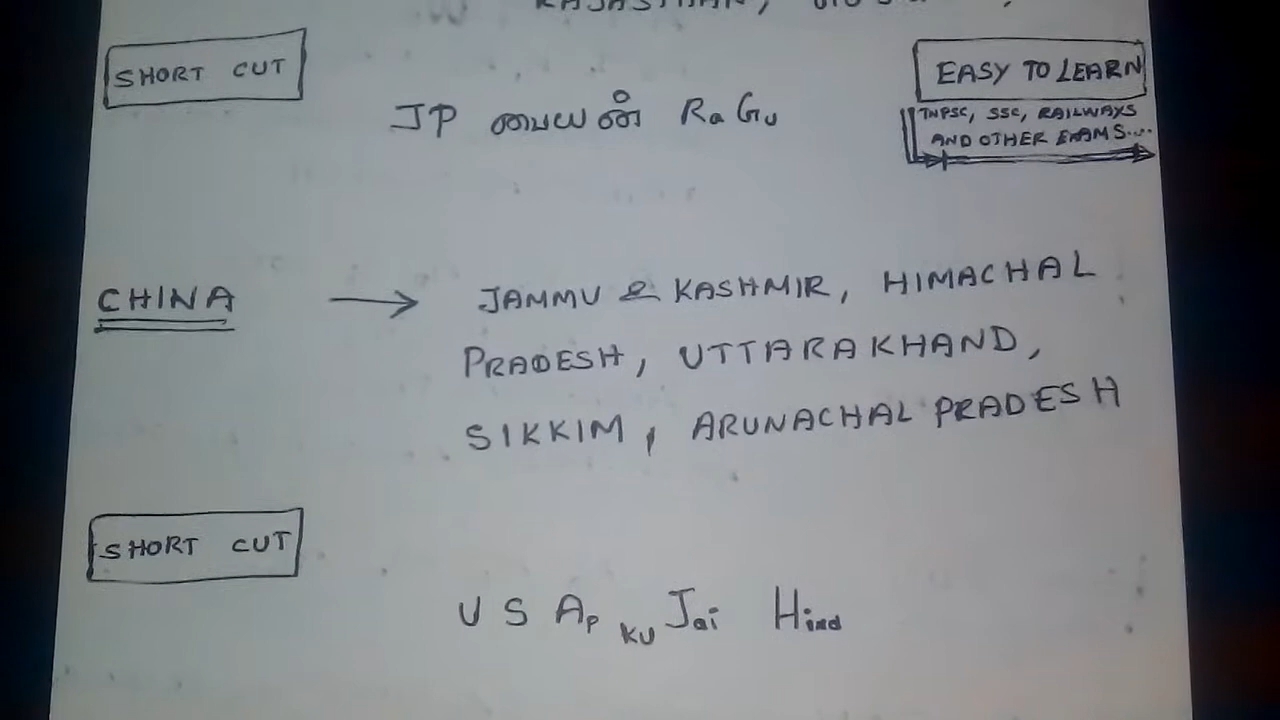 SHORT CUT
EASY TO LEARN
TNPSC, SSC, RAILWAYS
AND OTHER EXAMS....
JP பையன் RaGu
CHINA → JAMMU & KASHMIR, HIMACHAL
PRADESH, UTTARAKHAND,
SIKKIM, ARUNACHAL PRADESH
SHORT CUT
U S Ap KU Jai Hind